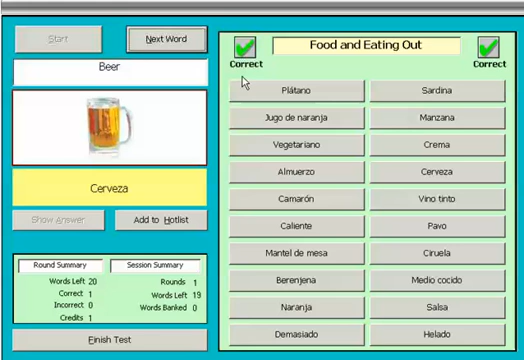 Start
Next Word
Beer
Cerveza
Show Answer
Add to Hotlist
Round Summary
Session Summary
Words Left 20
Correct 1
Incorrect 0
Credits 1
Rounds 1
Words Left 19
Words Banked 0
Finish Test
Correct
Food and Eating Out
Correct
Plátano
Sardina
Jugo de naranja
Manzana
Vegetariano
Crema
Almuerzo
Cerveza
Camarón
Vino tinto
Caliente
Pavo
Mantel de mesa
Ciruela
Berenjena
Medio cocido
Naranja
Salsa
Demasiado
Helado